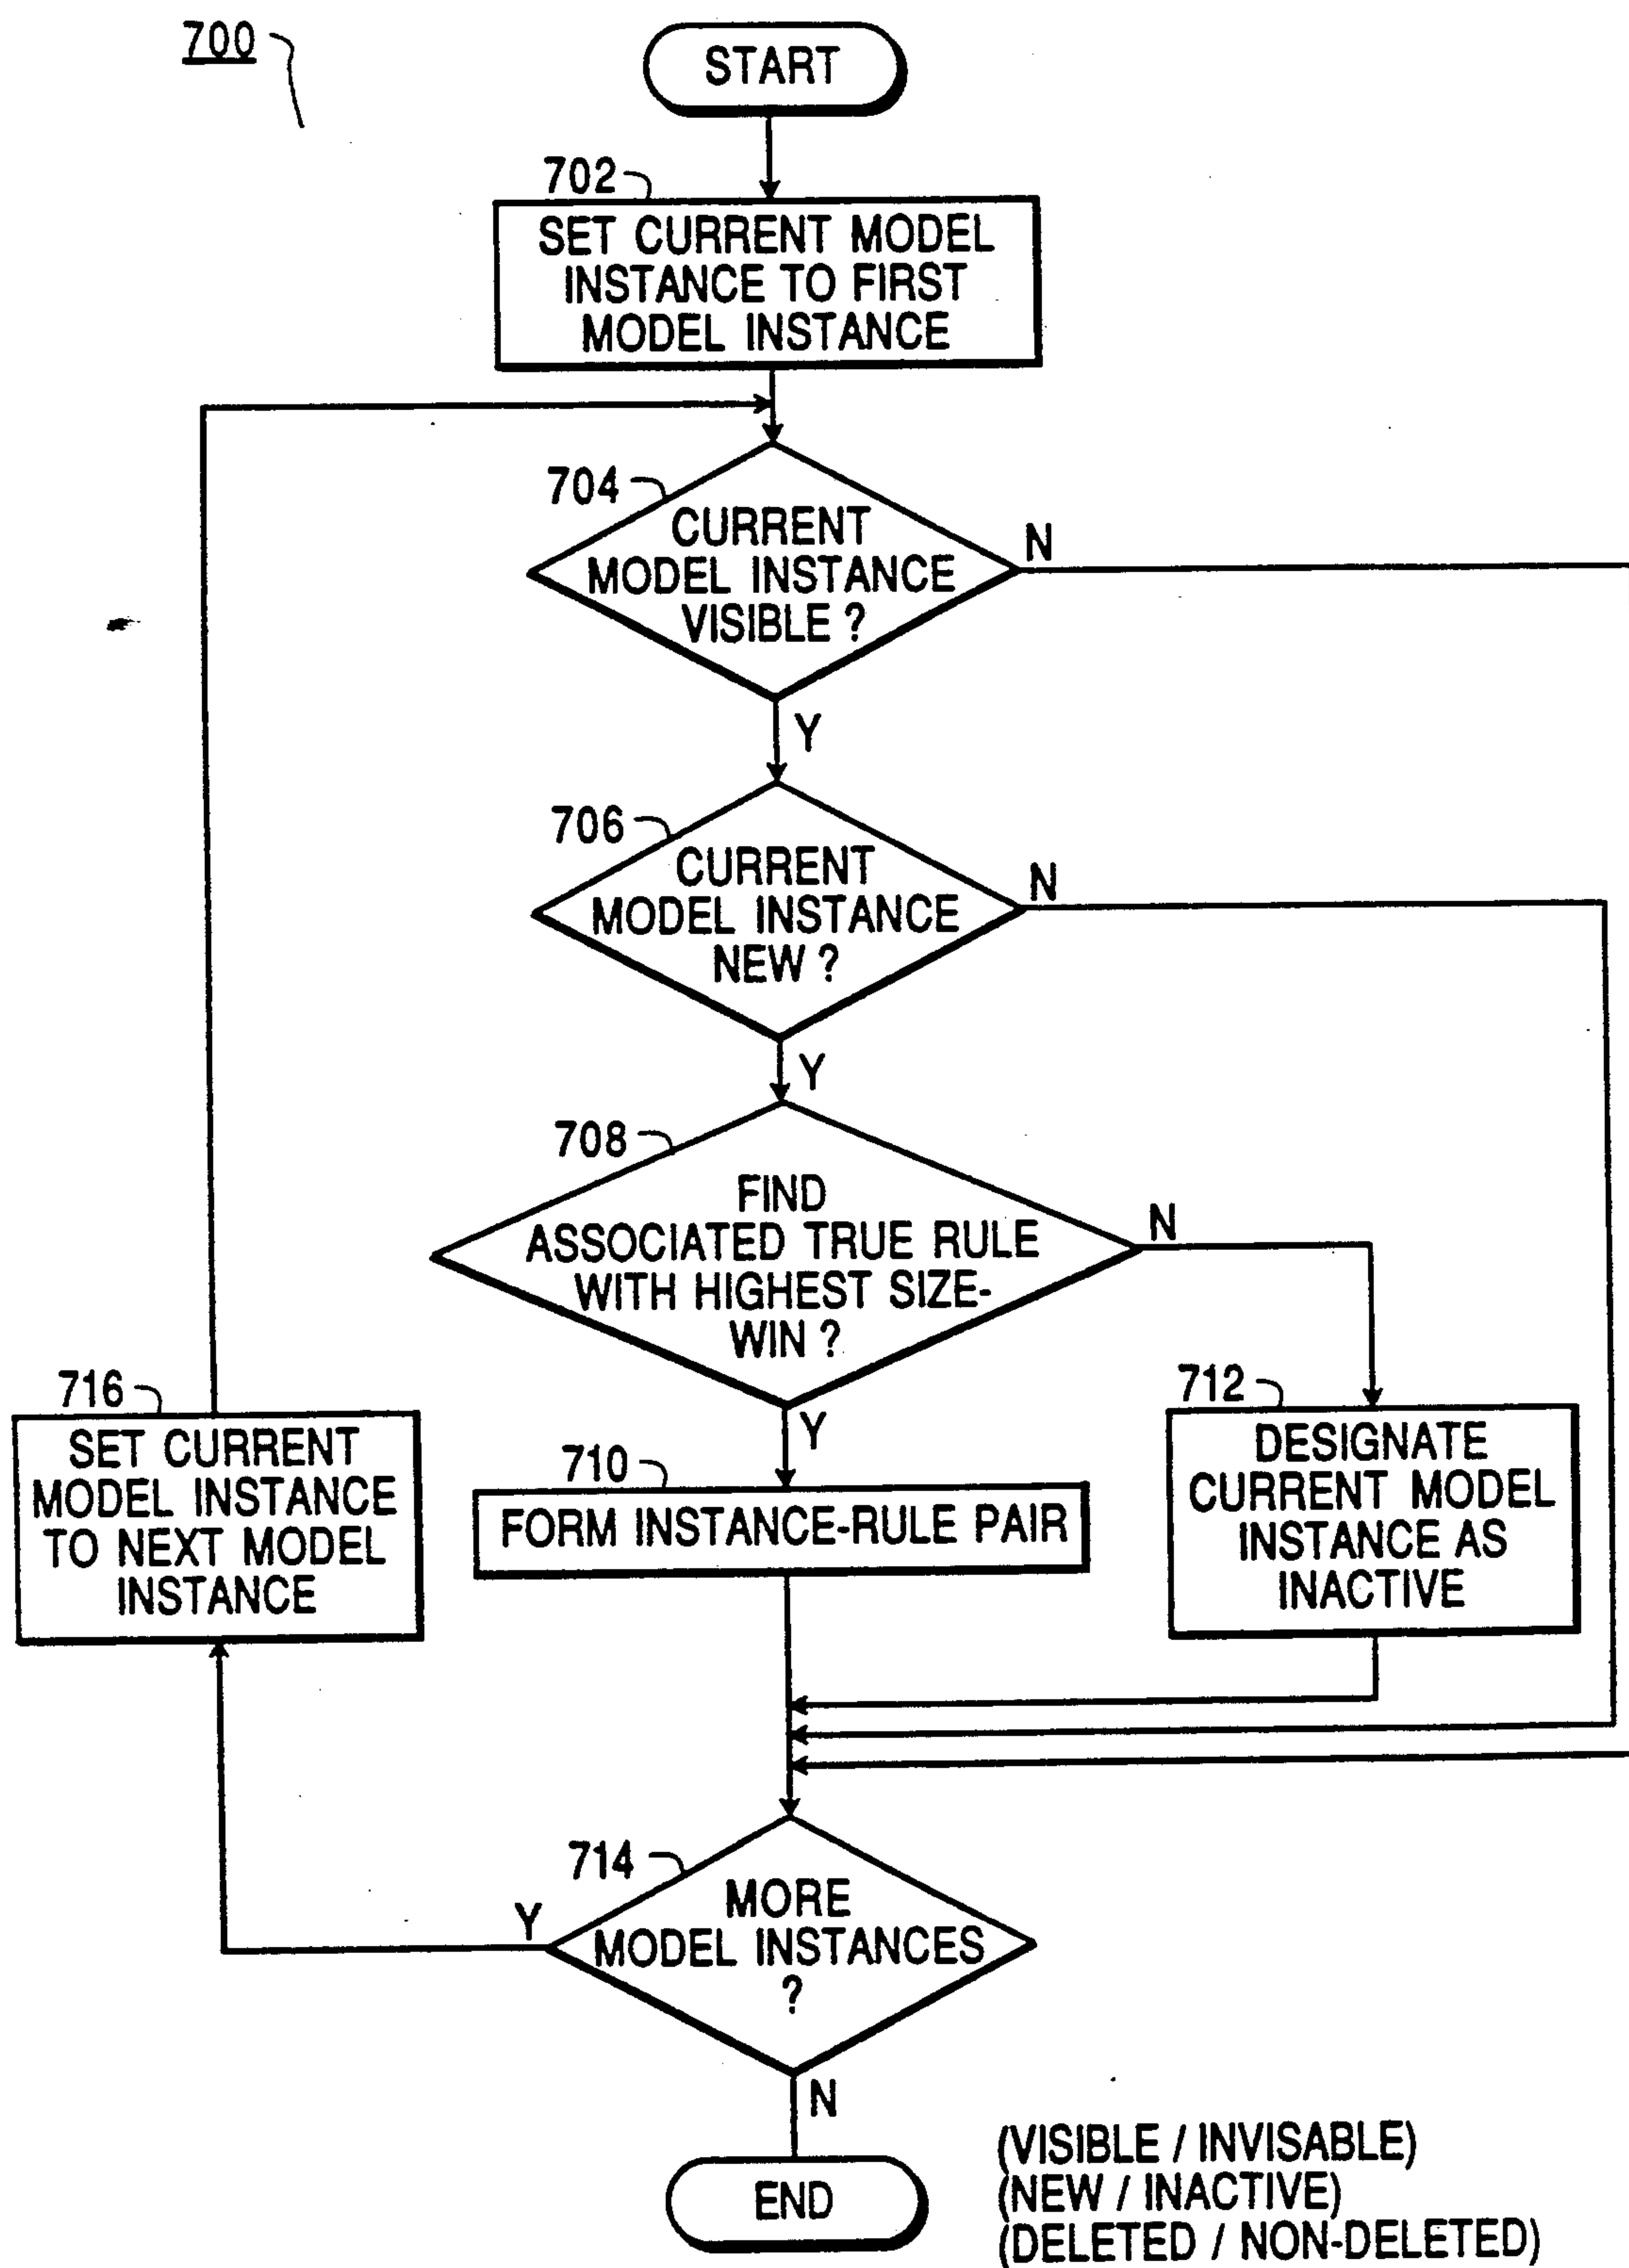 700
START
702
SET CURRENT MODEL
INSTANCE TO FIRST
MODEL INSTANCE
704
CURRENT
MODEL INSTANCE
VISIBLE ?
N
Y
706
CURRENT
MODEL INSTANCE
NEW ?
N
Y
708
FIND
ASSOCIATED TRUE RULE
WITH HIGHEST SIZE-
WIN ?
N
Y
716
SET CURRENT
MODEL INSTANCE
TO NEXT MODEL
INSTANCE
710
FORM INSTANCE-RULE PAIR
712
DESIGNATE
CURRENT MODEL
INSTANCE AS
INACTIVE
714
MORE
MODEL INSTANCES
?
Y
N
END
(VISIBLE / INVISABLE)
(NEW / INACTIVE)
(DELETED / NON-DELETED)